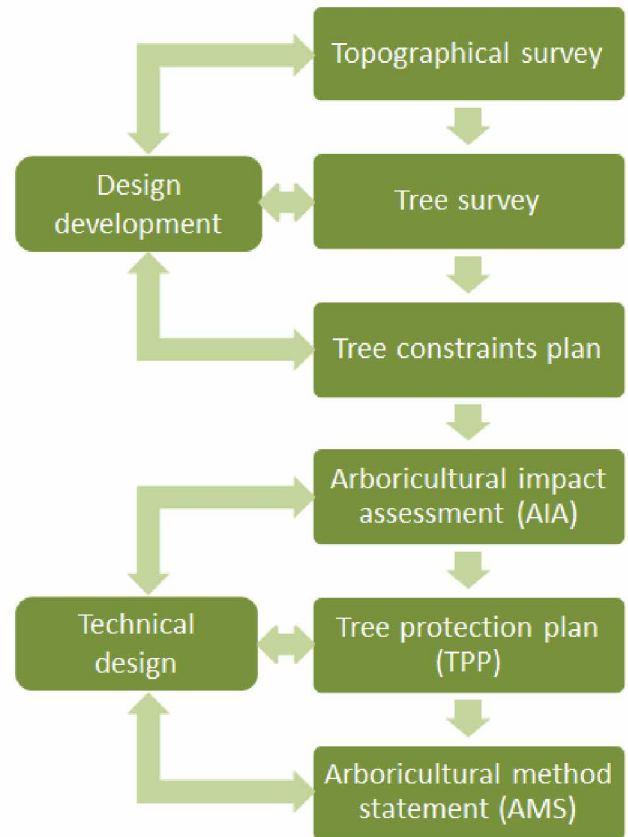 Topographical survey
Design
development
Tree survey
Tree constraints plan
Arboricultural impact
assessment (AIA)
Technical
design
Tree protection plan
(TPP)
Arboricultural method
statement (AMS)